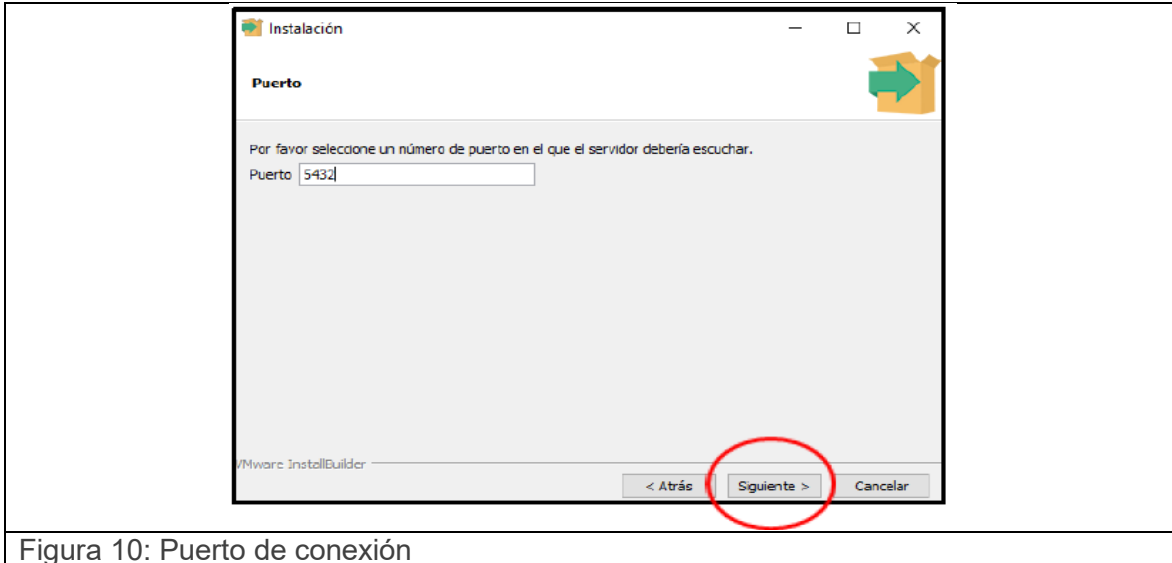 Instalación
Puerto
Por favor seleccione un número de puerto en el que el servidor debería escuchar.
Puerto 5432
VMware InstallBuilder
< Atrás Siguiente > Cancelar
Figura 10: Puerto de conexión